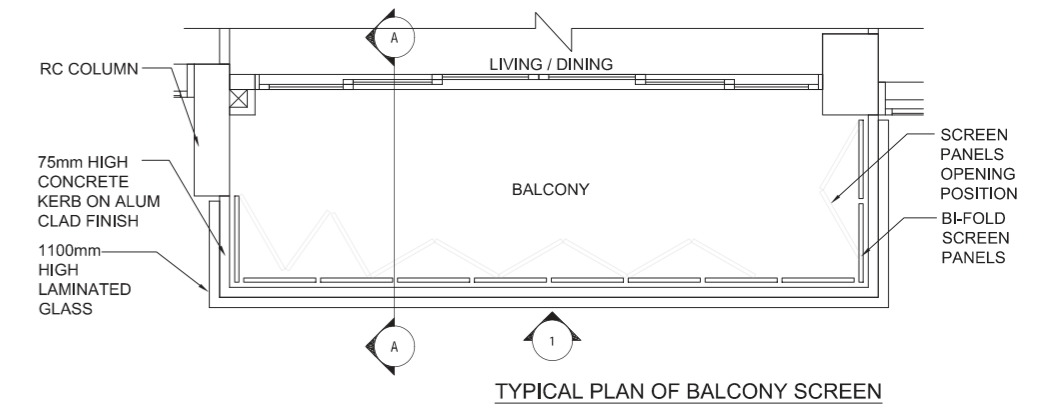 A
LIVING / DINING
RC COLUMN
75mm HIGH
CONCRETE
KERB ON ALUM
CLAD FINISH
1100mm
HIGH
LAMINATED
GLASS
BALCONY
SCREEN
PANELS
OPENING
POSITION
BI-FOLD
SCREEN
PANELS
A
1
TYPICAL PLAN OF BALCONY SCREEN